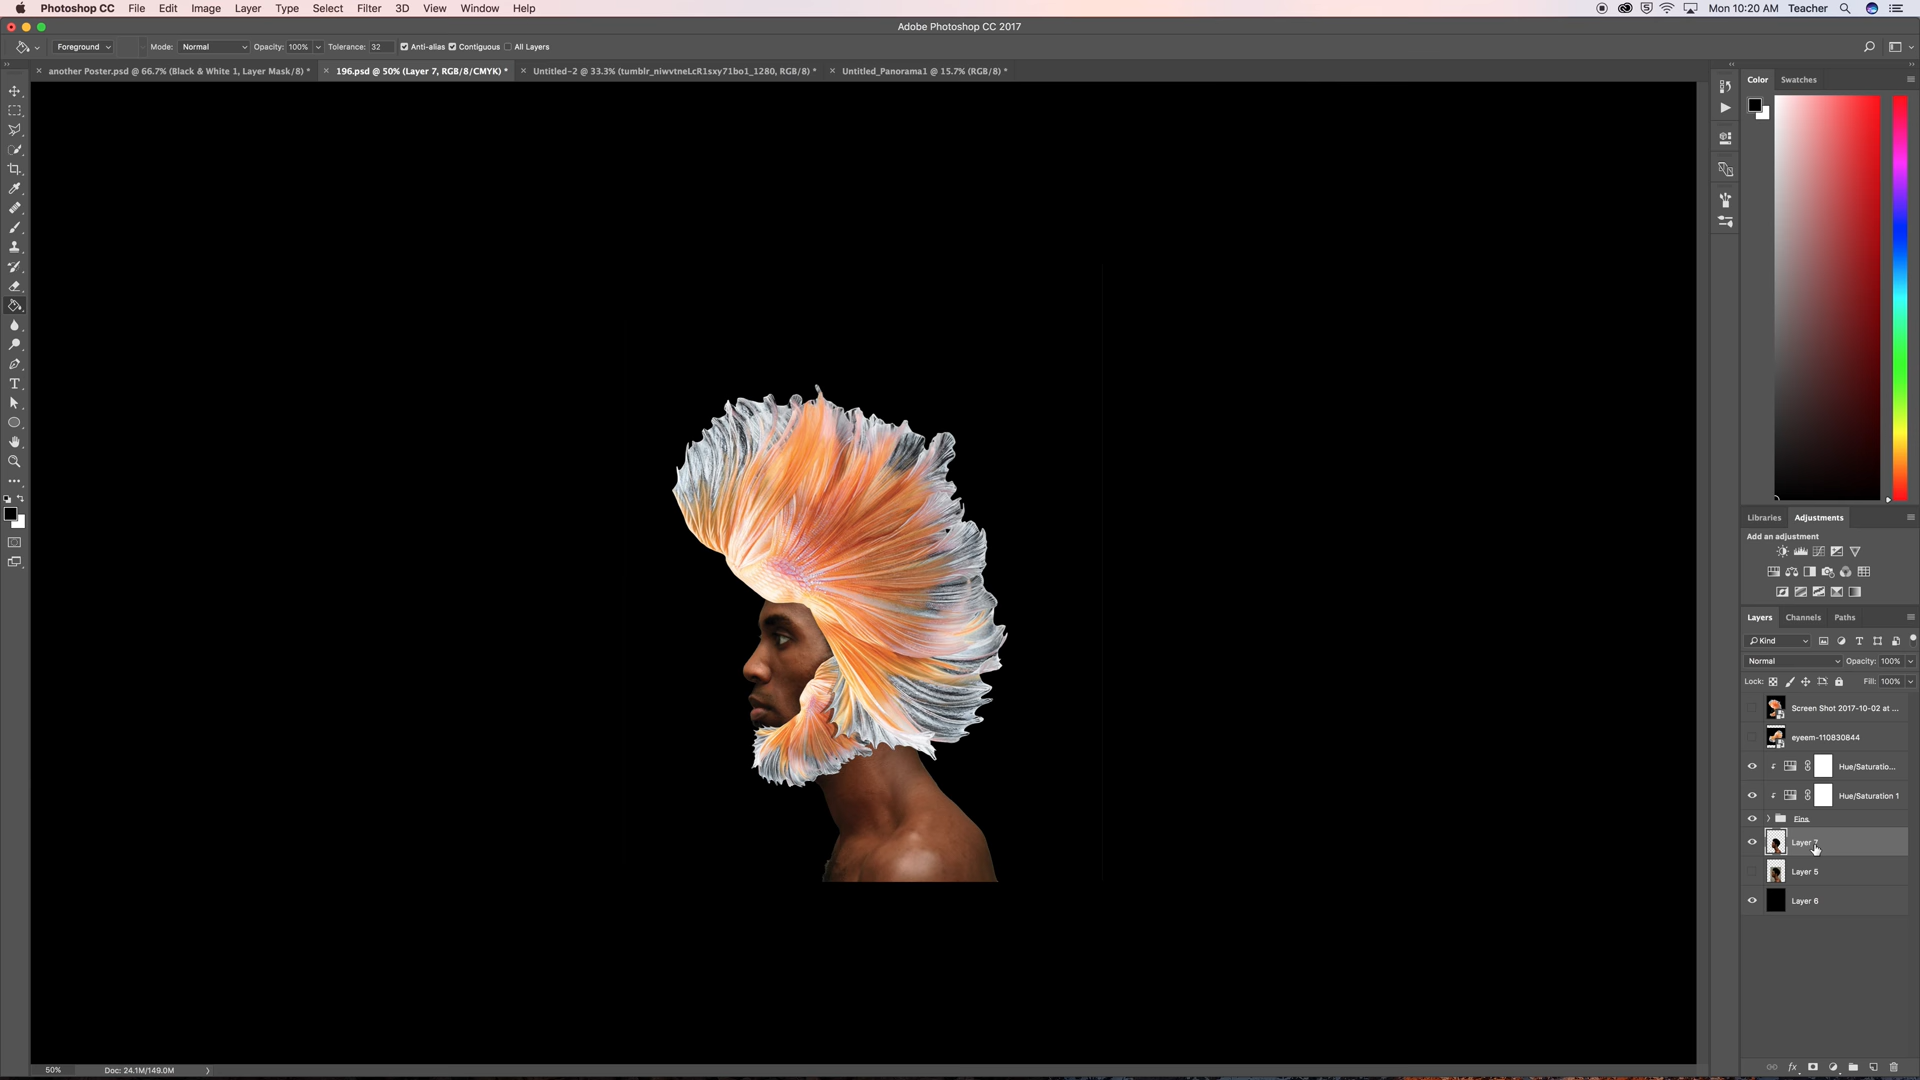 Photoshop CC File Edit Image Layer Type Select Filter 3D View Window Help Mon 10:20 AM Teacher
Adobe Photoshop CC 2017
Foreground Mode: Normal Opacity: 100% Tolerance: 32 Anti-alias Contiguous All Layers
another Poster.psd @ 66.7% (Black & White 1, Layer Mask/8) * 196.psd @ 50% (Layer 7, RGB/8/CMYK) * Untitled-2 @ 33.3% (tumblr_niwvtneLcR1sxy71bo1_1280, RGB/8) * Untitled_Panorama1 @ 15.7% (RGB/8) *
Color Swatches
Libraries Adjustments
Add an adjustment
Layers Channels Paths
Kind
Normal Opacity: 100%
Lock: Fill: 100%
Screen Shot 2017-10-02 at ...
eyeem-110830844
Hue/Saturatio...
Hue/Saturation 1
Fins
Layer 7
Layer 5
Layer 6
50% Doc: 24.1M/149.0M